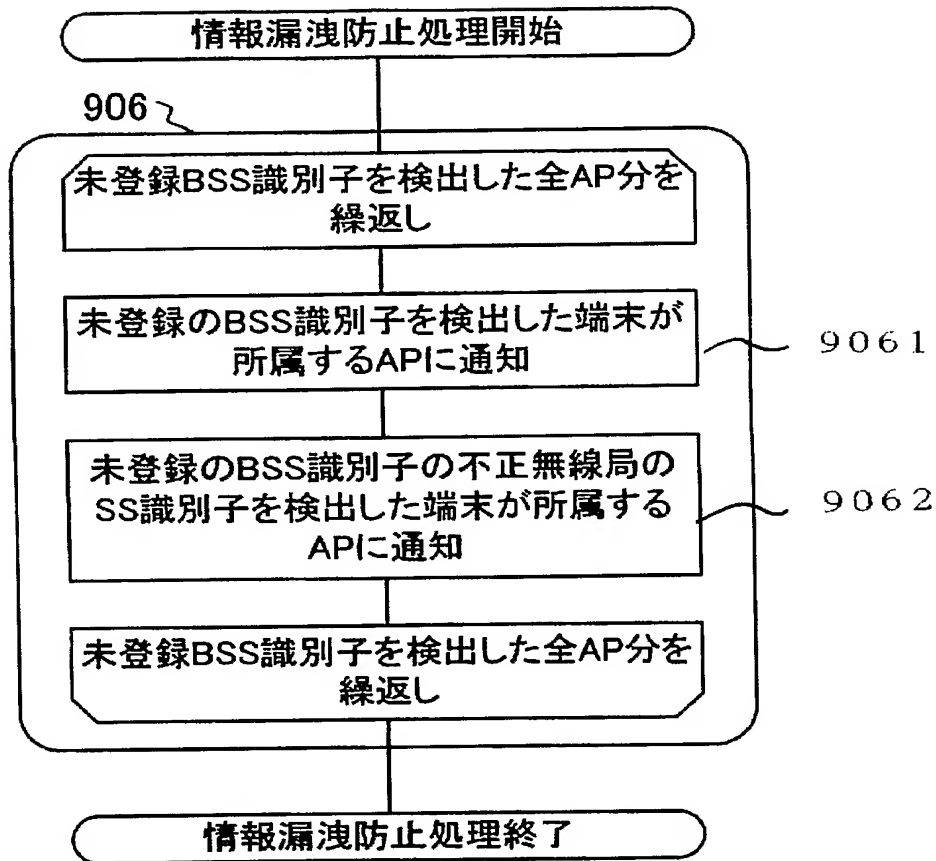 情報漏洩防止処理開始
906
未登録BSS識別子を検出した全AP分を
繰返し
未登録のBSS識別子を検出した端末が
所属するAPに通知
9061
未登録のBSS識別子の不正無線局の
SS識別子を検出した端末が所属する
APに通知
9062
未登録BSS識別子を検出した全AP分を
繰返し
情報漏洩防止処理終了